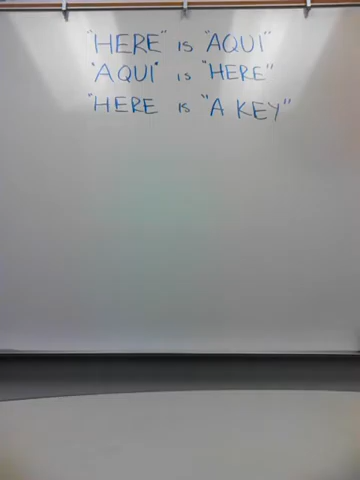 "HERE" is "AQUI"
"AQUI" is "HERE"
"HERE is "A KEY"